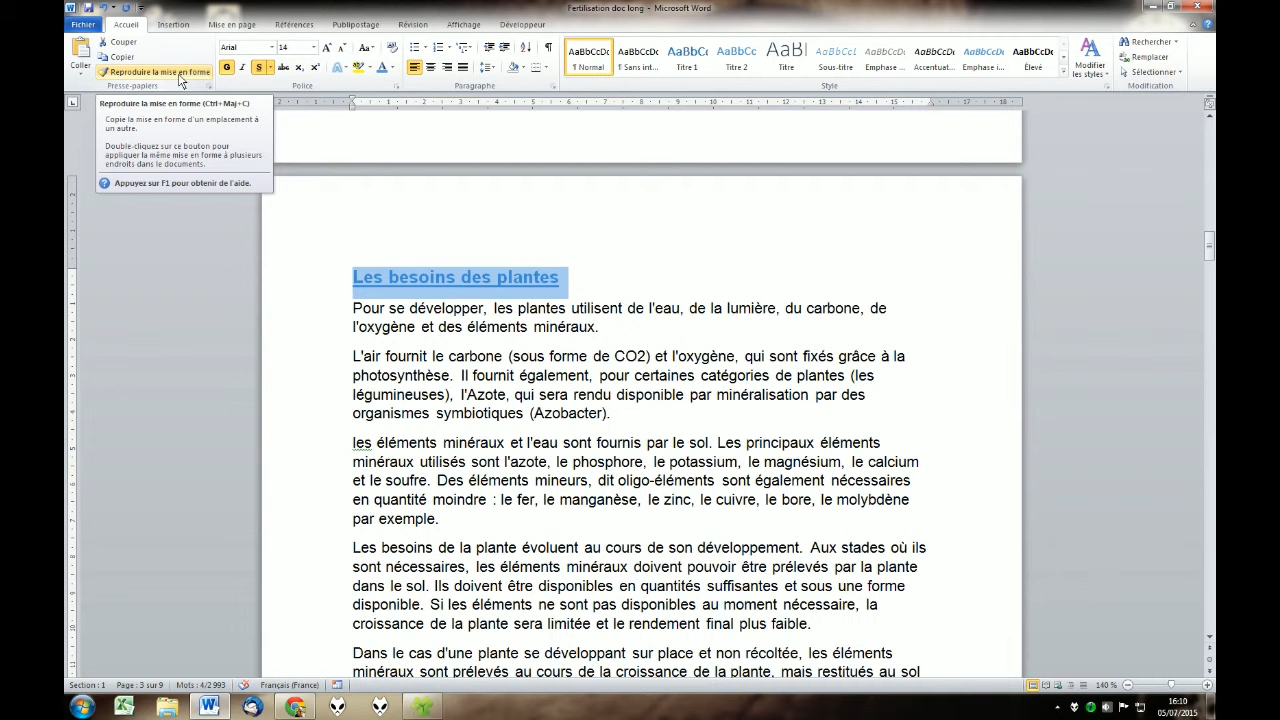 Fertilisation doc long - Microsoft Word
Fichier Accueil Insertion Mise en page Références Publipostage Révision Affichage Développeur
Coller
Couper
Copier
Reproduire la mise en forme
Presse-papiers
Arial 14
G I S abc x₂ x²
Police
Paragraphe
AaBbCcDc AaBbCcDc AaBbCc AaBbCc AaB AaBbCc. AaBbCcDc AaBbCcDc AaBbCcDc AaBbCcDc
¶ Normal ¶ Sans int... Titre 1 Titre 2 Titre Sous-titre Emphase ... Accentuat... Emphase i... Élevé
Style
Modifier
les styles
Rechercher
Remplacer
Sélectionner
Modification
Reproduire la mise en forme (Ctrl+Maj+C)
Copie la mise en forme d'un emplacement à
un autre.
Double-cliquez sur ce bouton pour
appliquer la même mise en forme à plusieurs
endroits dans le documents.
Appuyez sur F1 pour obtenir de l'aide.
Les besoins des plantes
Pour se développer, les plantes utilisent de l'eau, de la lumière, du carbone, de
l'oxygène et des éléments minéraux.
L'air fournit le carbone (sous forme de CO2) et l'oxygène, qui sont fixés grâce à la
photosynthèse. Il fournit également, pour certaines catégories de plantes (les
légumineuses), l'Azote, qui sera rendu disponible par minéralisation par des
organismes symbiotiques (Azobacter).
les éléments minéraux et l'eau sont fournis par le sol. Les principaux éléments
minéraux utilisés sont l'azote, le phosphore, le potassium, le magnésium, le calcium
et le soufre. Des éléments mineurs, dit oligo-éléments sont également nécessaires
en quantité moindre : le fer, le manganèse, le zinc, le cuivre, le bore, le molybdène
par exemple.
Les besoins de la plante évoluent au cours de son développement. Aux stades où ils
sont nécessaires, les éléments minéraux doivent pouvoir être prélevés par la plante
dans le sol. Ils doivent être disponibles en quantités suffisantes et sous une forme
disponible. Si les éléments ne sont pas disponibles au moment nécessaire, la
croissance de la plante sera limitée et le rendement final plus faible.
Dans le cas d'une plante se développant sur place et non récoltée, les éléments
minéraux sont prélevés au cours de la croissance de la plante, mais restitués au sol
Section : 1 Page : 3 sur 9 Mots : 4/2 993 Français (France) 140 %
16:10
05/07/2015